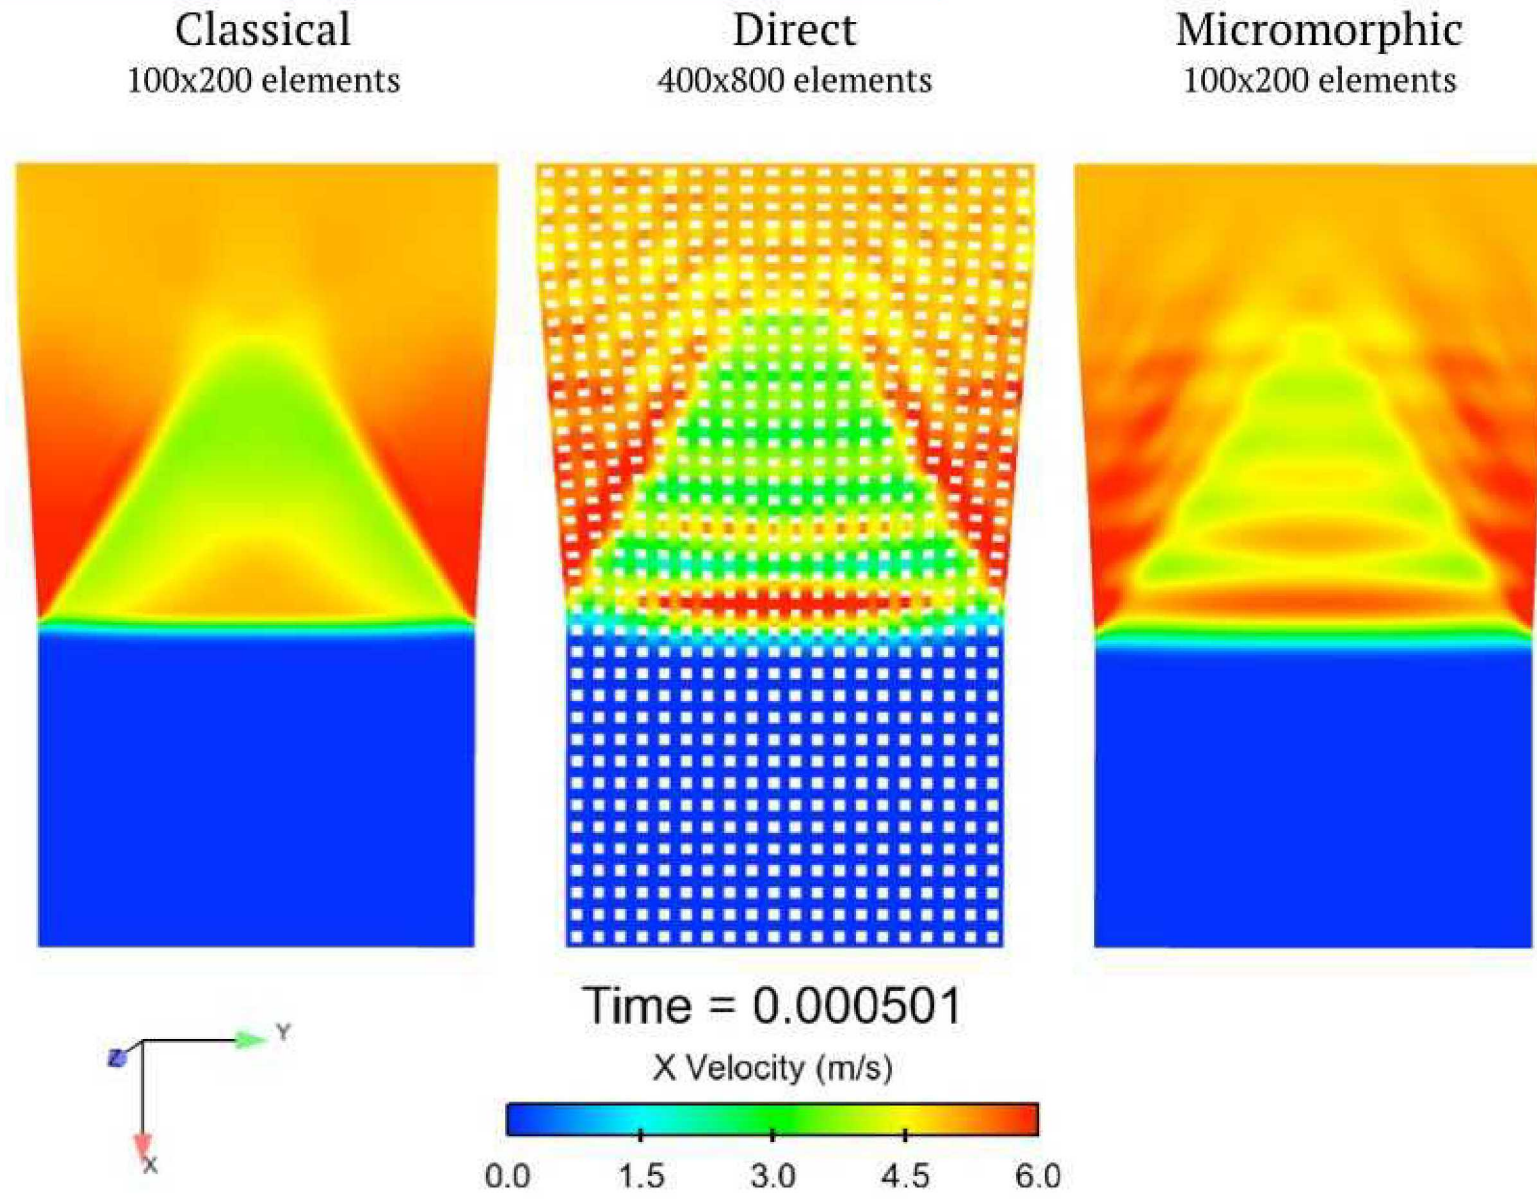 Classical
100x200 elements
Direct
400x800 elements
Micromorphic
100x200 elements
Time = 0.000501
X Velocity (m/s)
0.0 1.5 3.0 4.5 6.0
Y
Z
X